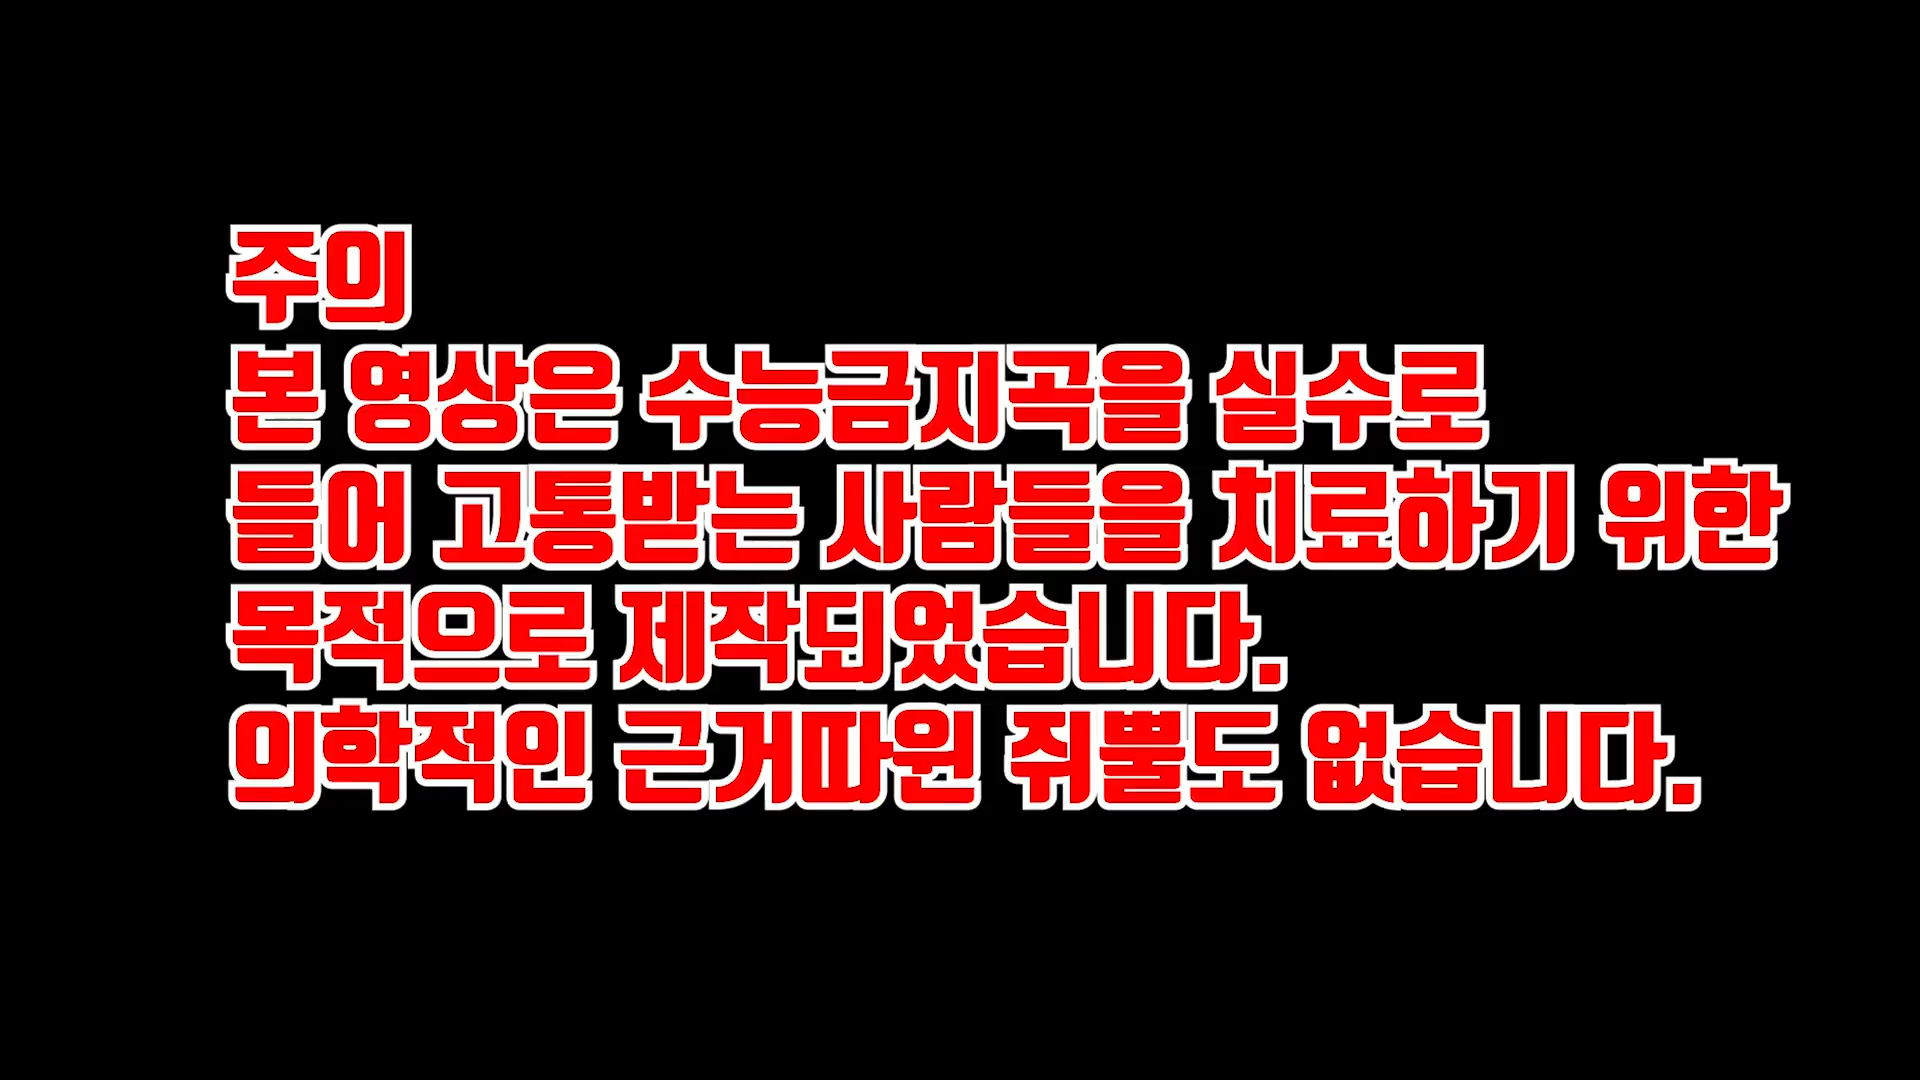 주의
본 영상은 수능금지곡을 실수로
들어 고통받는 사람들을 치료하기 위한
목적으로 제작되었습니다.
의학적인 근거따윈 쥐뿔도 없습니다.